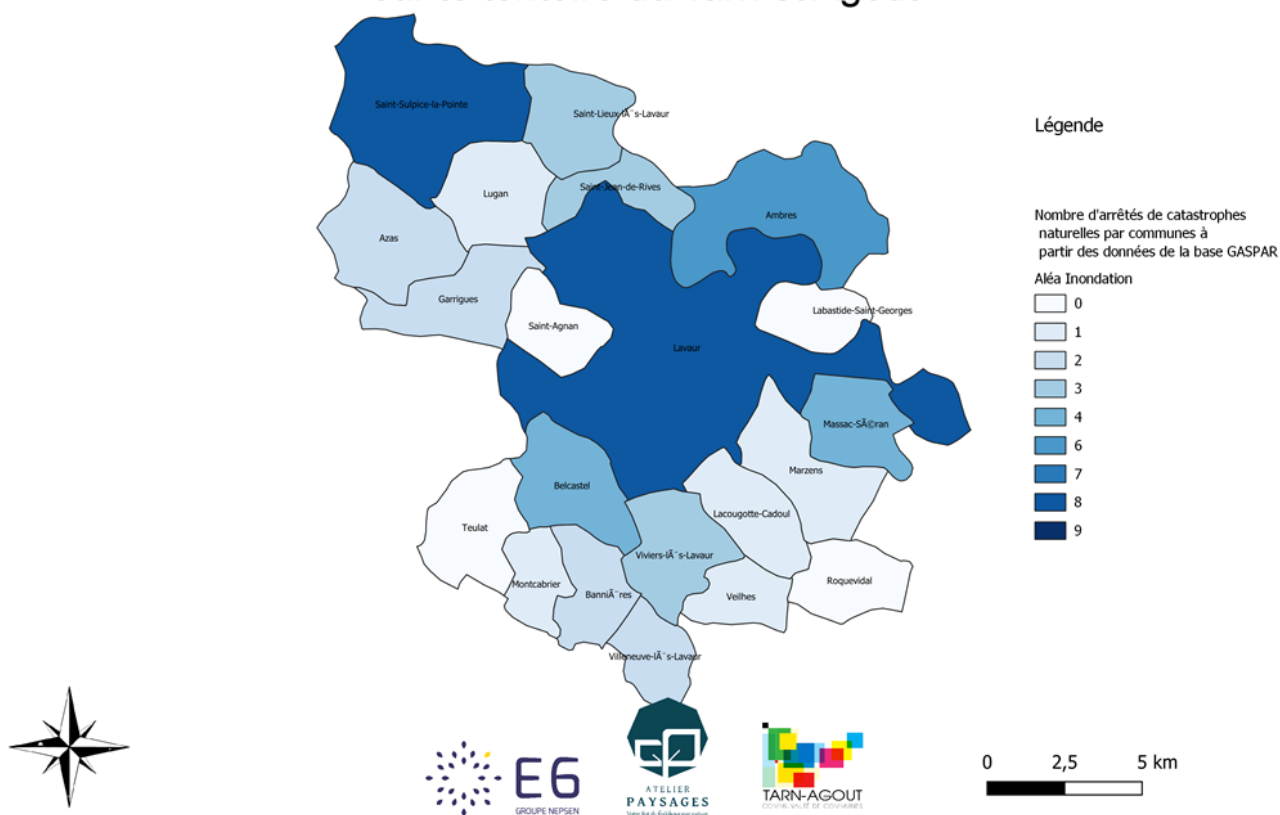 Saint-Sulpice-la-Pointe
Saint-Lieux-lÃ¨s-Lavaur
Légende
Lugan
Saint-Jean-de-Rives
Ambres
Azas
Nombre d'arrêtés de catastrophes
naturelles par communes à
partir des données de la base GASPAR
Aléa Inondation
Garrigues
Saint-Agnan
Labastide-Saint-Georges
Lavaur
0
1
2
3
4
6
7
8
9
Massac-SÃ©ran
Marzens
Belcastel
Lacougotte-Cadoul
Teulat
Viviers-lÃ¨s-Lavaur
Montcabrier
BanniÃ¨res
Veilhes
Roquevidal
Villeneuve-lÃ¨s-Lavaur
E6
GROUPE NEPSEN
ATELIER
PAYSAGES
TARN-AGOUT
COMMUNAUTÉ DE COMMUNES
0 2,5 5 km